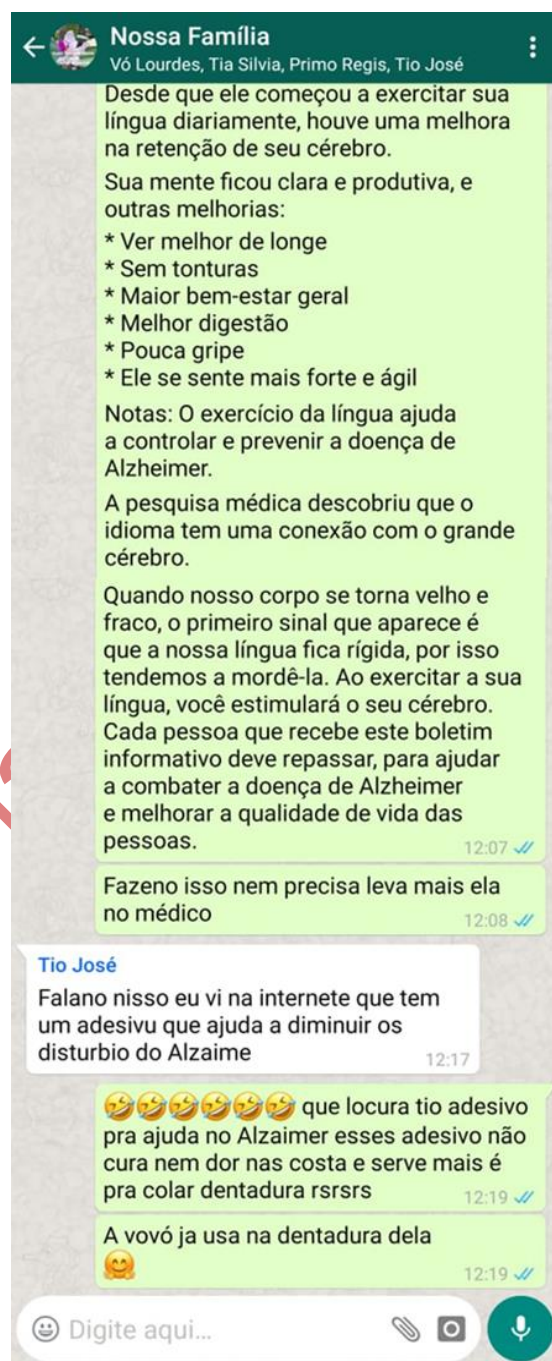 Nossa Família
Vó Lourdes, Tia Silvia, Primo Regis, Tio José
Desde que ele começou a exercitar sua
língua diariamente, houve uma melhora
na retenção de seu cérebro.
Sua mente ficou clara e produtiva, e
outras melhorias:
* Ver melhor de longe
* Sem tonturas
* Maior bem-estar geral
* Melhor digestão
* Pouca gripe
* Ele se sente mais forte e ágil
Notas: O exercício da língua ajuda
a controlar e prevenir a doença de
Alzheimer.
A pesquisa médica descobriu que o
idioma tem uma conexão com o grande
cérebro.
Quando nosso corpo se torna velho e
fraco, o primeiro sinal que aparece é
que a nossa língua fica rígida, por isso
tendemos a mordê-la. Ao exercitar a sua
língua, você estimulará o seu cérebro.
Cada pessoa que recebe este boletim
informativo deve repassar, para ajudar
a combater a doença de Alzheimer
e melhorar a qualidade de vida das
pessoas.
12:07
Fazeno isso nem precisa leva mais ela
no médico
12:08
Tio José
Falano nisso eu vi na internete que tem
um adesivu que ajuda a diminuir os
disturbio do Alzaime
12:17
🤣🤣🤣🤣🤣🤣 que locura tio adesivo
pra ajuda no Alzaimer esses adesivo não
cura nem dor nas costa e serve mais é
pra colar dentadura rsrsrs
12:19
A vovó ja usa na dentadura dela
🤗
12:19
Digite aqui...